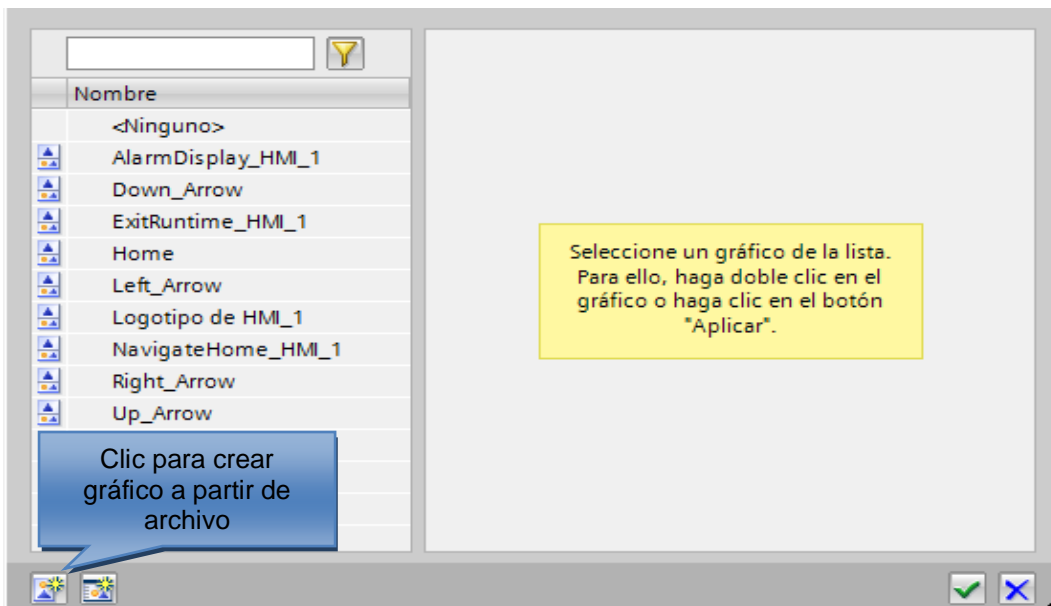 Nombre
<Ninguno>
AlarmDisplay_HMI_1
Down_Arrow
ExitRuntime_HMI_1
Home
Left_Arrow
Logotipo de HMI_1
NavigateHome_HMI_1
Right_Arrow
Up_Arrow
Clic para crear
gráfico a partir de
archivo
Seleccione un gráfico de la lista.
Para ello, haga doble clic en el
gráfico o haga clic en el botón
"Aplicar".